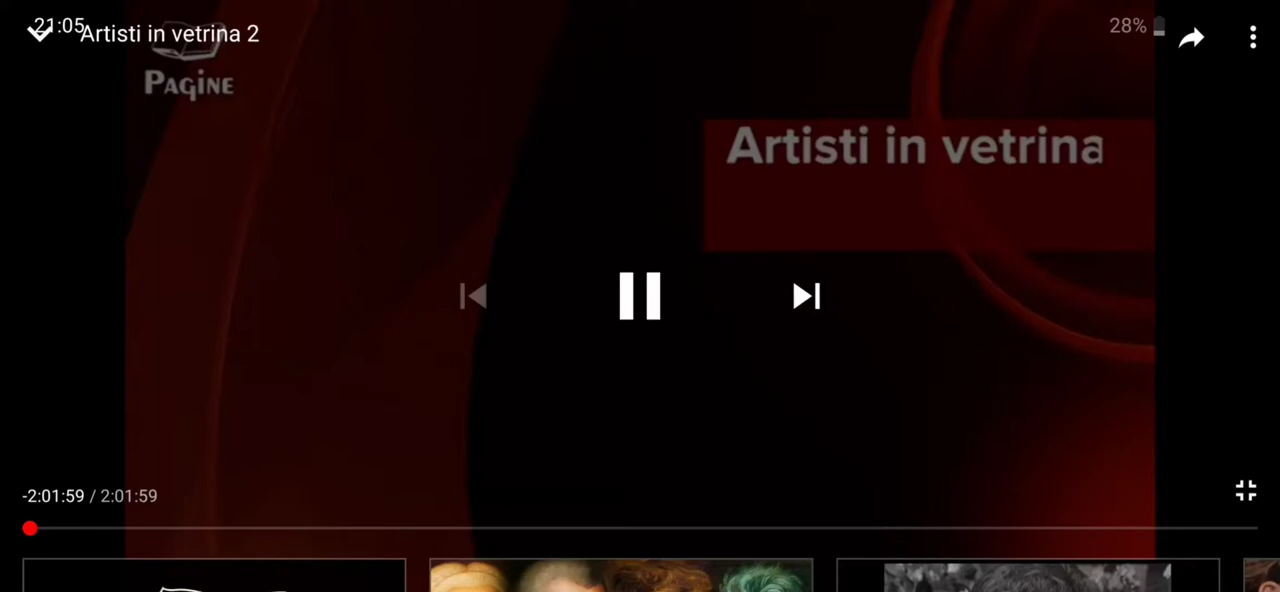 21:05
Artisti in vetrina 2
28%
PAGINE
Artisti in vetrina
-2:01:59 / 2:01:59